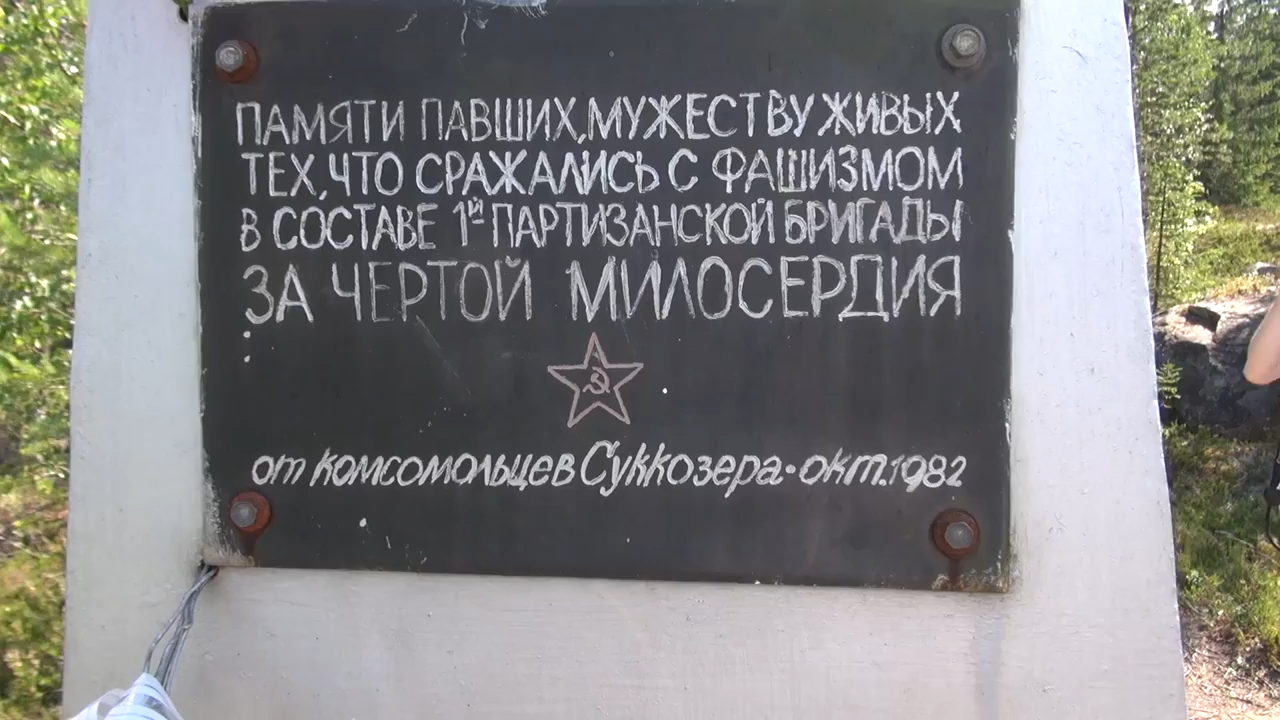 ПАМЯТИ ПАВШИХ, МУЖЕСТВУ ЖИВЫХ
ТЕХ, ЧТО СРАЖАЛИСЬ С ФАШИЗМОМ
В СОСТАВЕ 1й ПАРТИЗАНСКОЙ БРИГАДЫ
ЗА ЧЕРТОЙ МИЛОСЕРДИЯ
от комсомольцев Суккозера • окт. 1982